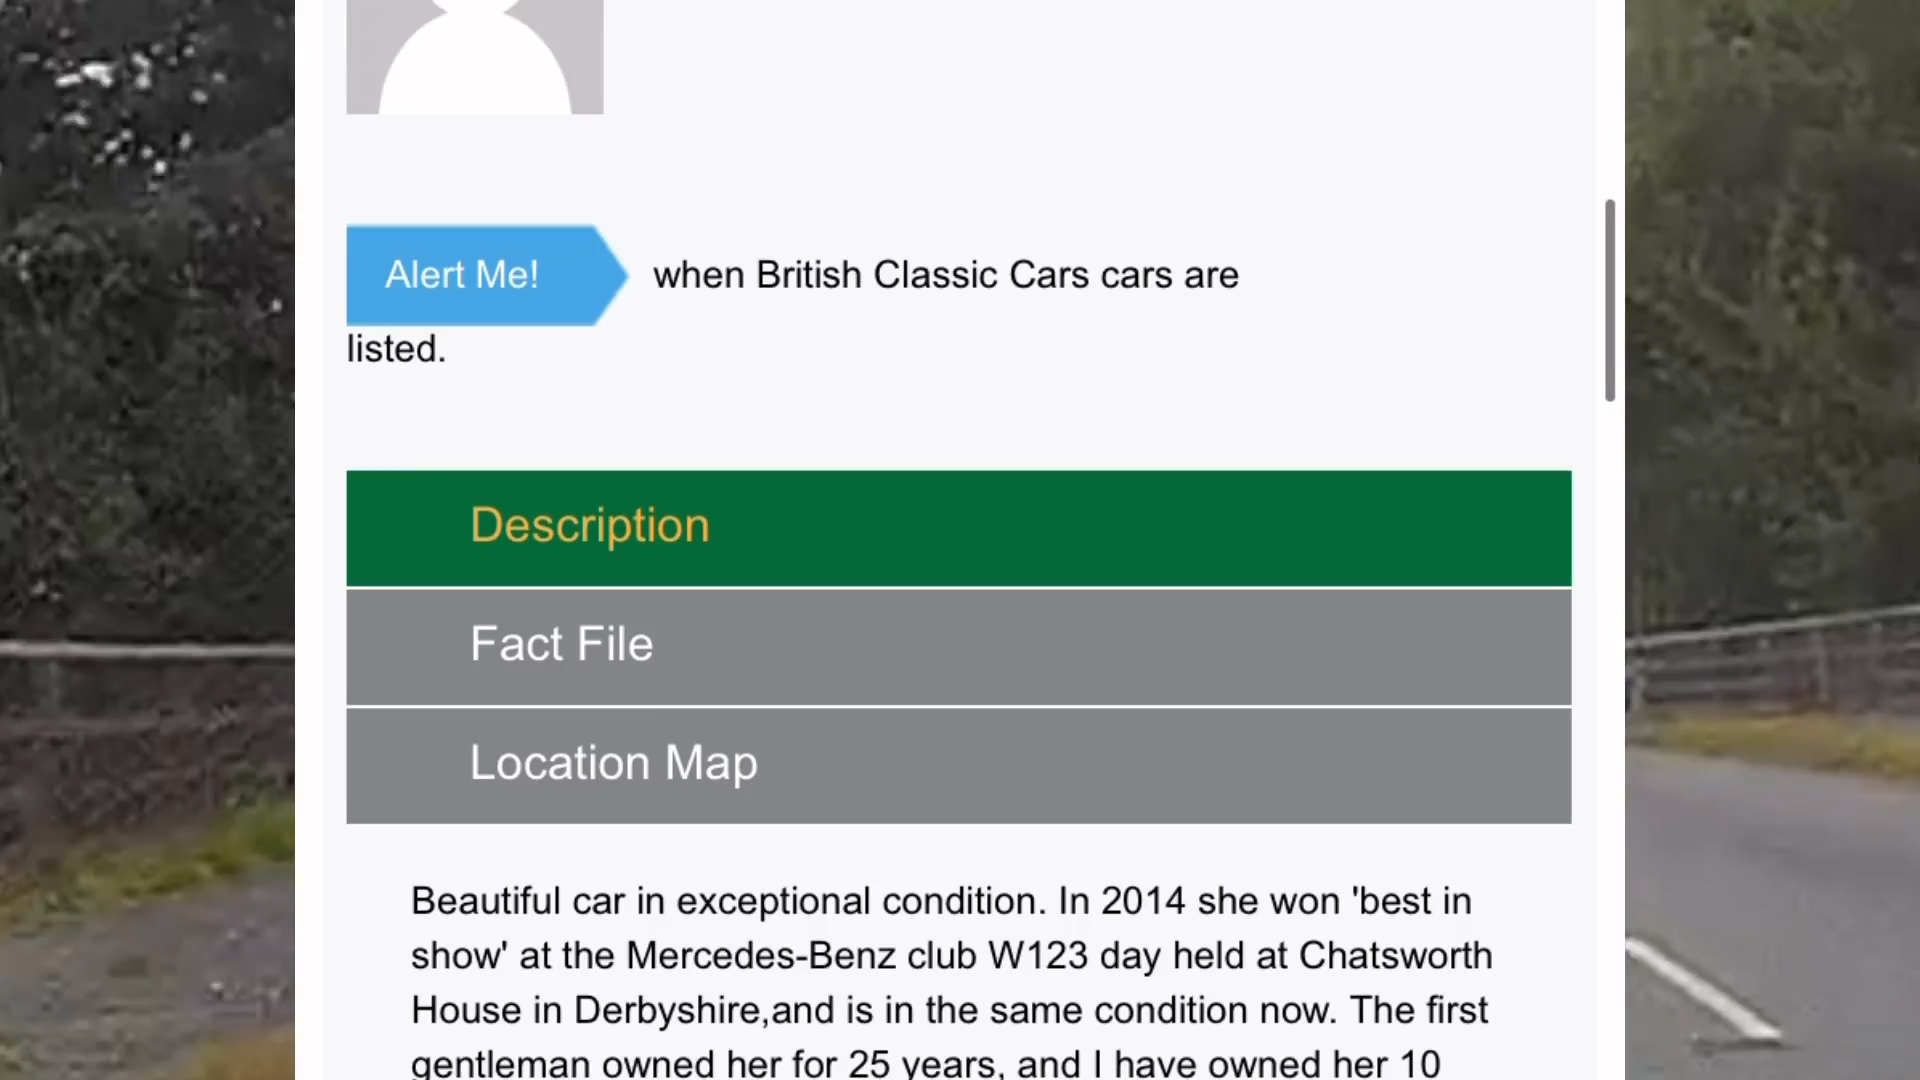 Alert Me! when British Classic Cars cars are
listed.
Description
Fact File
Location Map
Beautiful car in exceptional condition. In 2014 she won 'best in
show' at the Mercedes-Benz club W123 day held at Chatsworth
House in Derbyshire,and is in the same condition now. The first
gentleman owned her for 25 years, and I have owned her 10